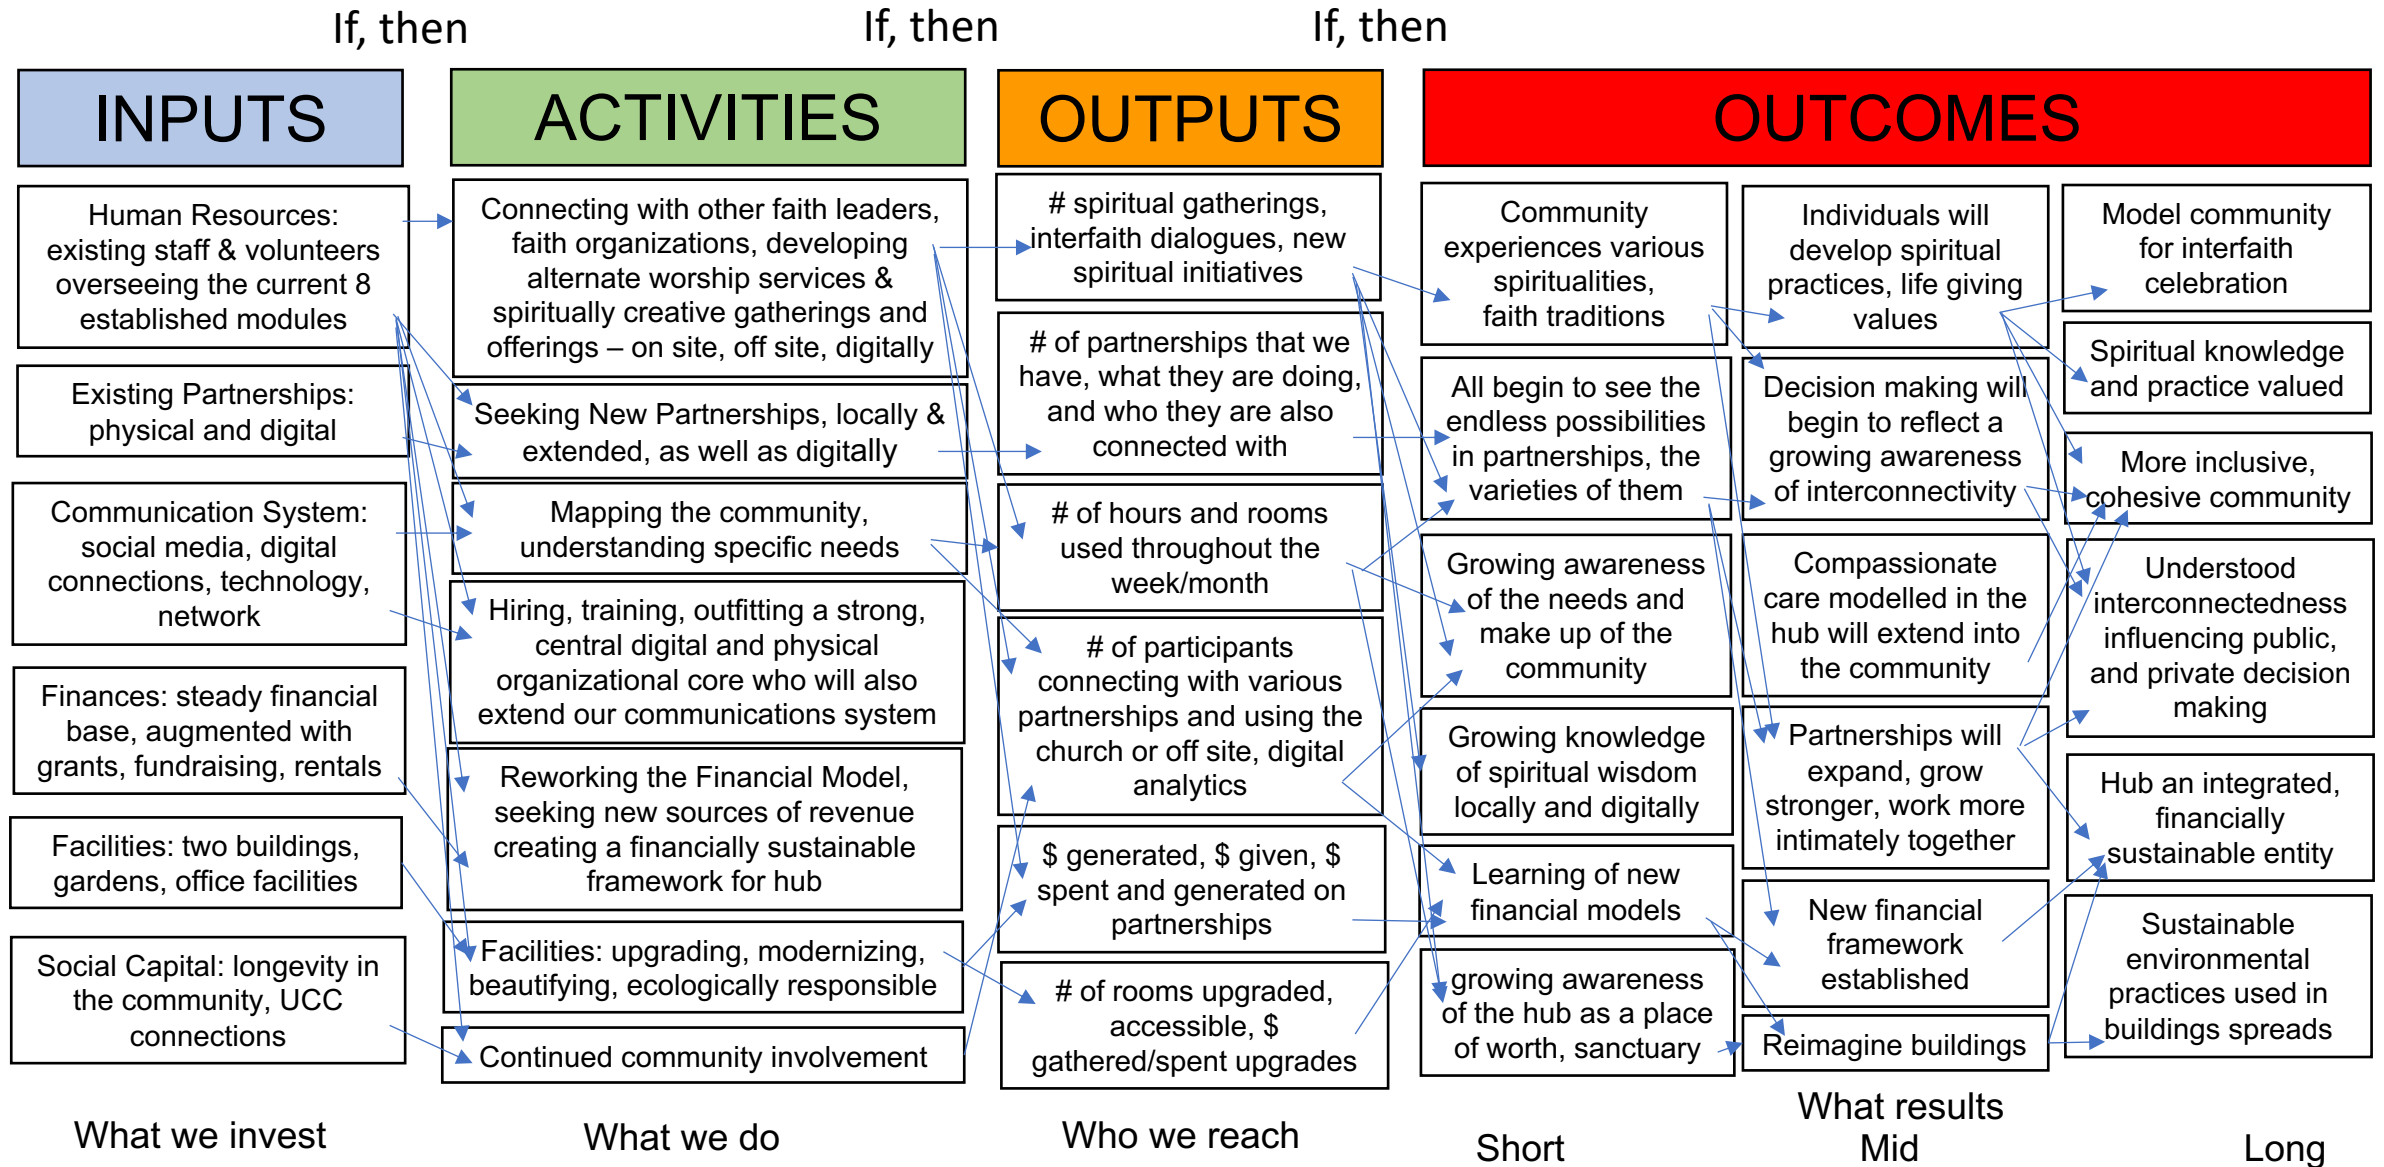 If, then
If, then
If, then
INPUTS
ACTIVITIES
OUTPUTS
OUTCOMES
Human Resources:
existing staff & volunteers
overseeing the current 8
established modules
Existing Partnerships:
physical and digital
Communication System:
social media, digital
connections, technology,
network
Finances: steady financial
base, augmented with
grants, fundraising, rentals
Facilities: two buildings,
gardens, office facilities
Social Capital: longevity in
the community, UCC
connections
What we invest
Connecting with other faith leaders,
faith organizations, developing
alternate worship services &
spiritually creative gatherings and
offerings – on site, off site, digitally
Seeking New Partnerships, locally &
extended, as well as digitally
Mapping the community,
understanding specific needs
Hiring, training, outfitting a strong,
central digital and physical
organizational core who will also
extend our communications system
Reworking the Financial Model,
seeking new sources of revenue
creating a financially sustainable
framework for hub
Facilities: upgrading, modernizing,
beautifying, ecologically responsible
Continued community involvement
What we do
# spiritual gatherings,
interfaith dialogues, new
spiritual initiatives
# of partnerships that we
have, what they are doing,
and who they are also
connected with
# of hours and rooms
used throughout the
week/month
# of participants
connecting with various
partnerships and using the
church or off site, digital
analytics
$ generated, $ given, $
spent and generated on
partnerships
# of rooms upgraded,
accessible, $
gathered/spent upgrades
Who we reach
Community
experiences various
spiritualities,
faith traditions
All begin to see the
endless possibilities
in partnerships, the
varieties of them
Growing awareness
of the needs and
make up of the
community
Growing knowledge
of spiritual wisdom
locally and digitally
Learning of new
financial models
growing awareness
of the hub as a place
of worth, sanctuary
Short
Individuals will
develop spiritual
practices, life giving
values
Decision making will
begin to reflect a
growing awareness
of interconnectivity
Compassionate
care modelled in the
hub will extend into
the community
Partnerships will
expand, grow
stronger, work more
intimately together
New financial
framework
established
Reimagine buildings
What results
Mid
Model community
for interfaith
celebration
Spiritual knowledge
and practice valued
More inclusive,
cohesive community
Understood
interconnectedness
influencing public,
and private decision
making
Hub an integrated,
financially
sustainable entity
Sustainable
environmental
practices used in
buildings spreads
Long